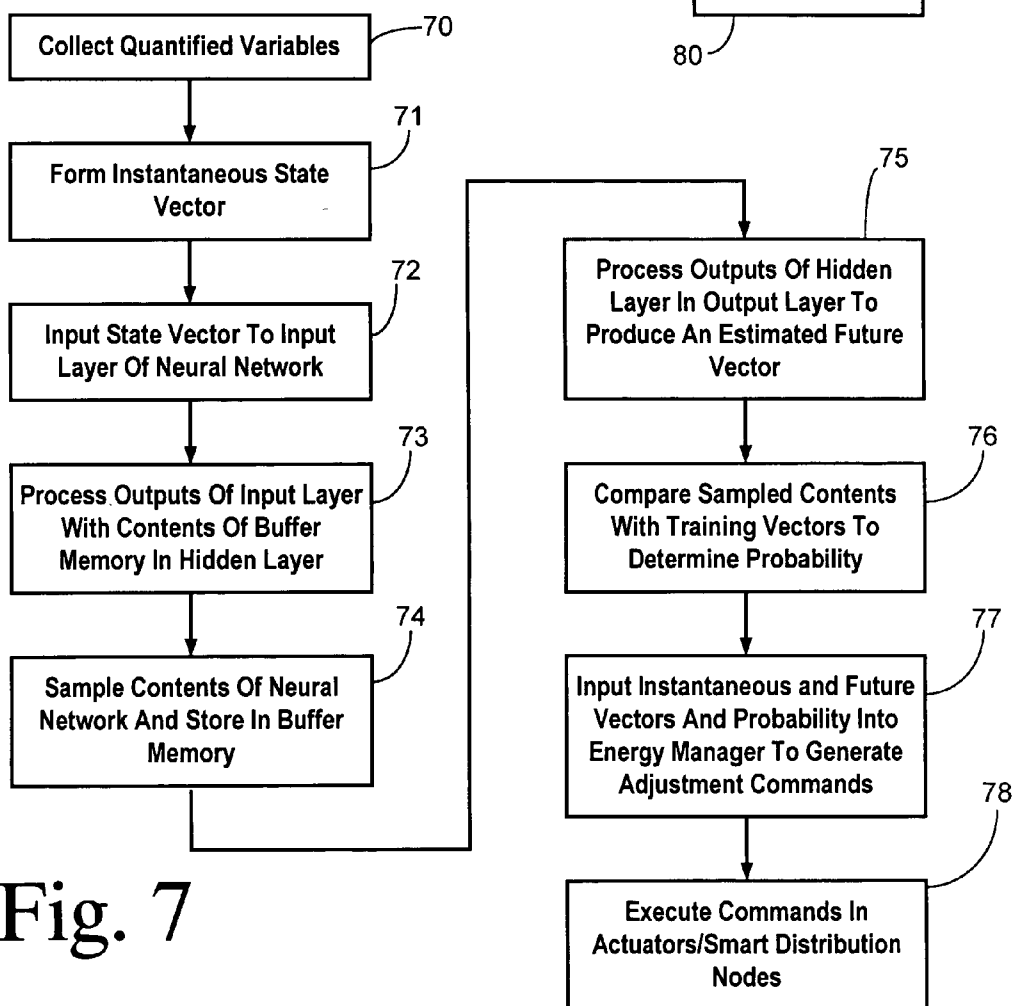 Collect Quantified Variables
70
80
Form Instantaneous State
Vector
71
Input State Vector To Input
Layer Of Neural Network
72
Process Outputs Of Input Layer
With Contents Of Buffer
Memory In Hidden Layer
73
Sample Contents Of Neural
Network And Store In Buffer
Memory
74
Process Outputs Of Hidden
Layer In Output Layer To
Produce An Estimated Future
Vector
75
Compare Sampled Contents
With Training Vectors To
Determine Probability
76
Input Instantaneous and Future
Vectors And Probability Into
Energy Manager To Generate
Adjustment Commands
77
Execute Commands In
Actuators/Smart Distribution
Nodes
78
Fig. 7